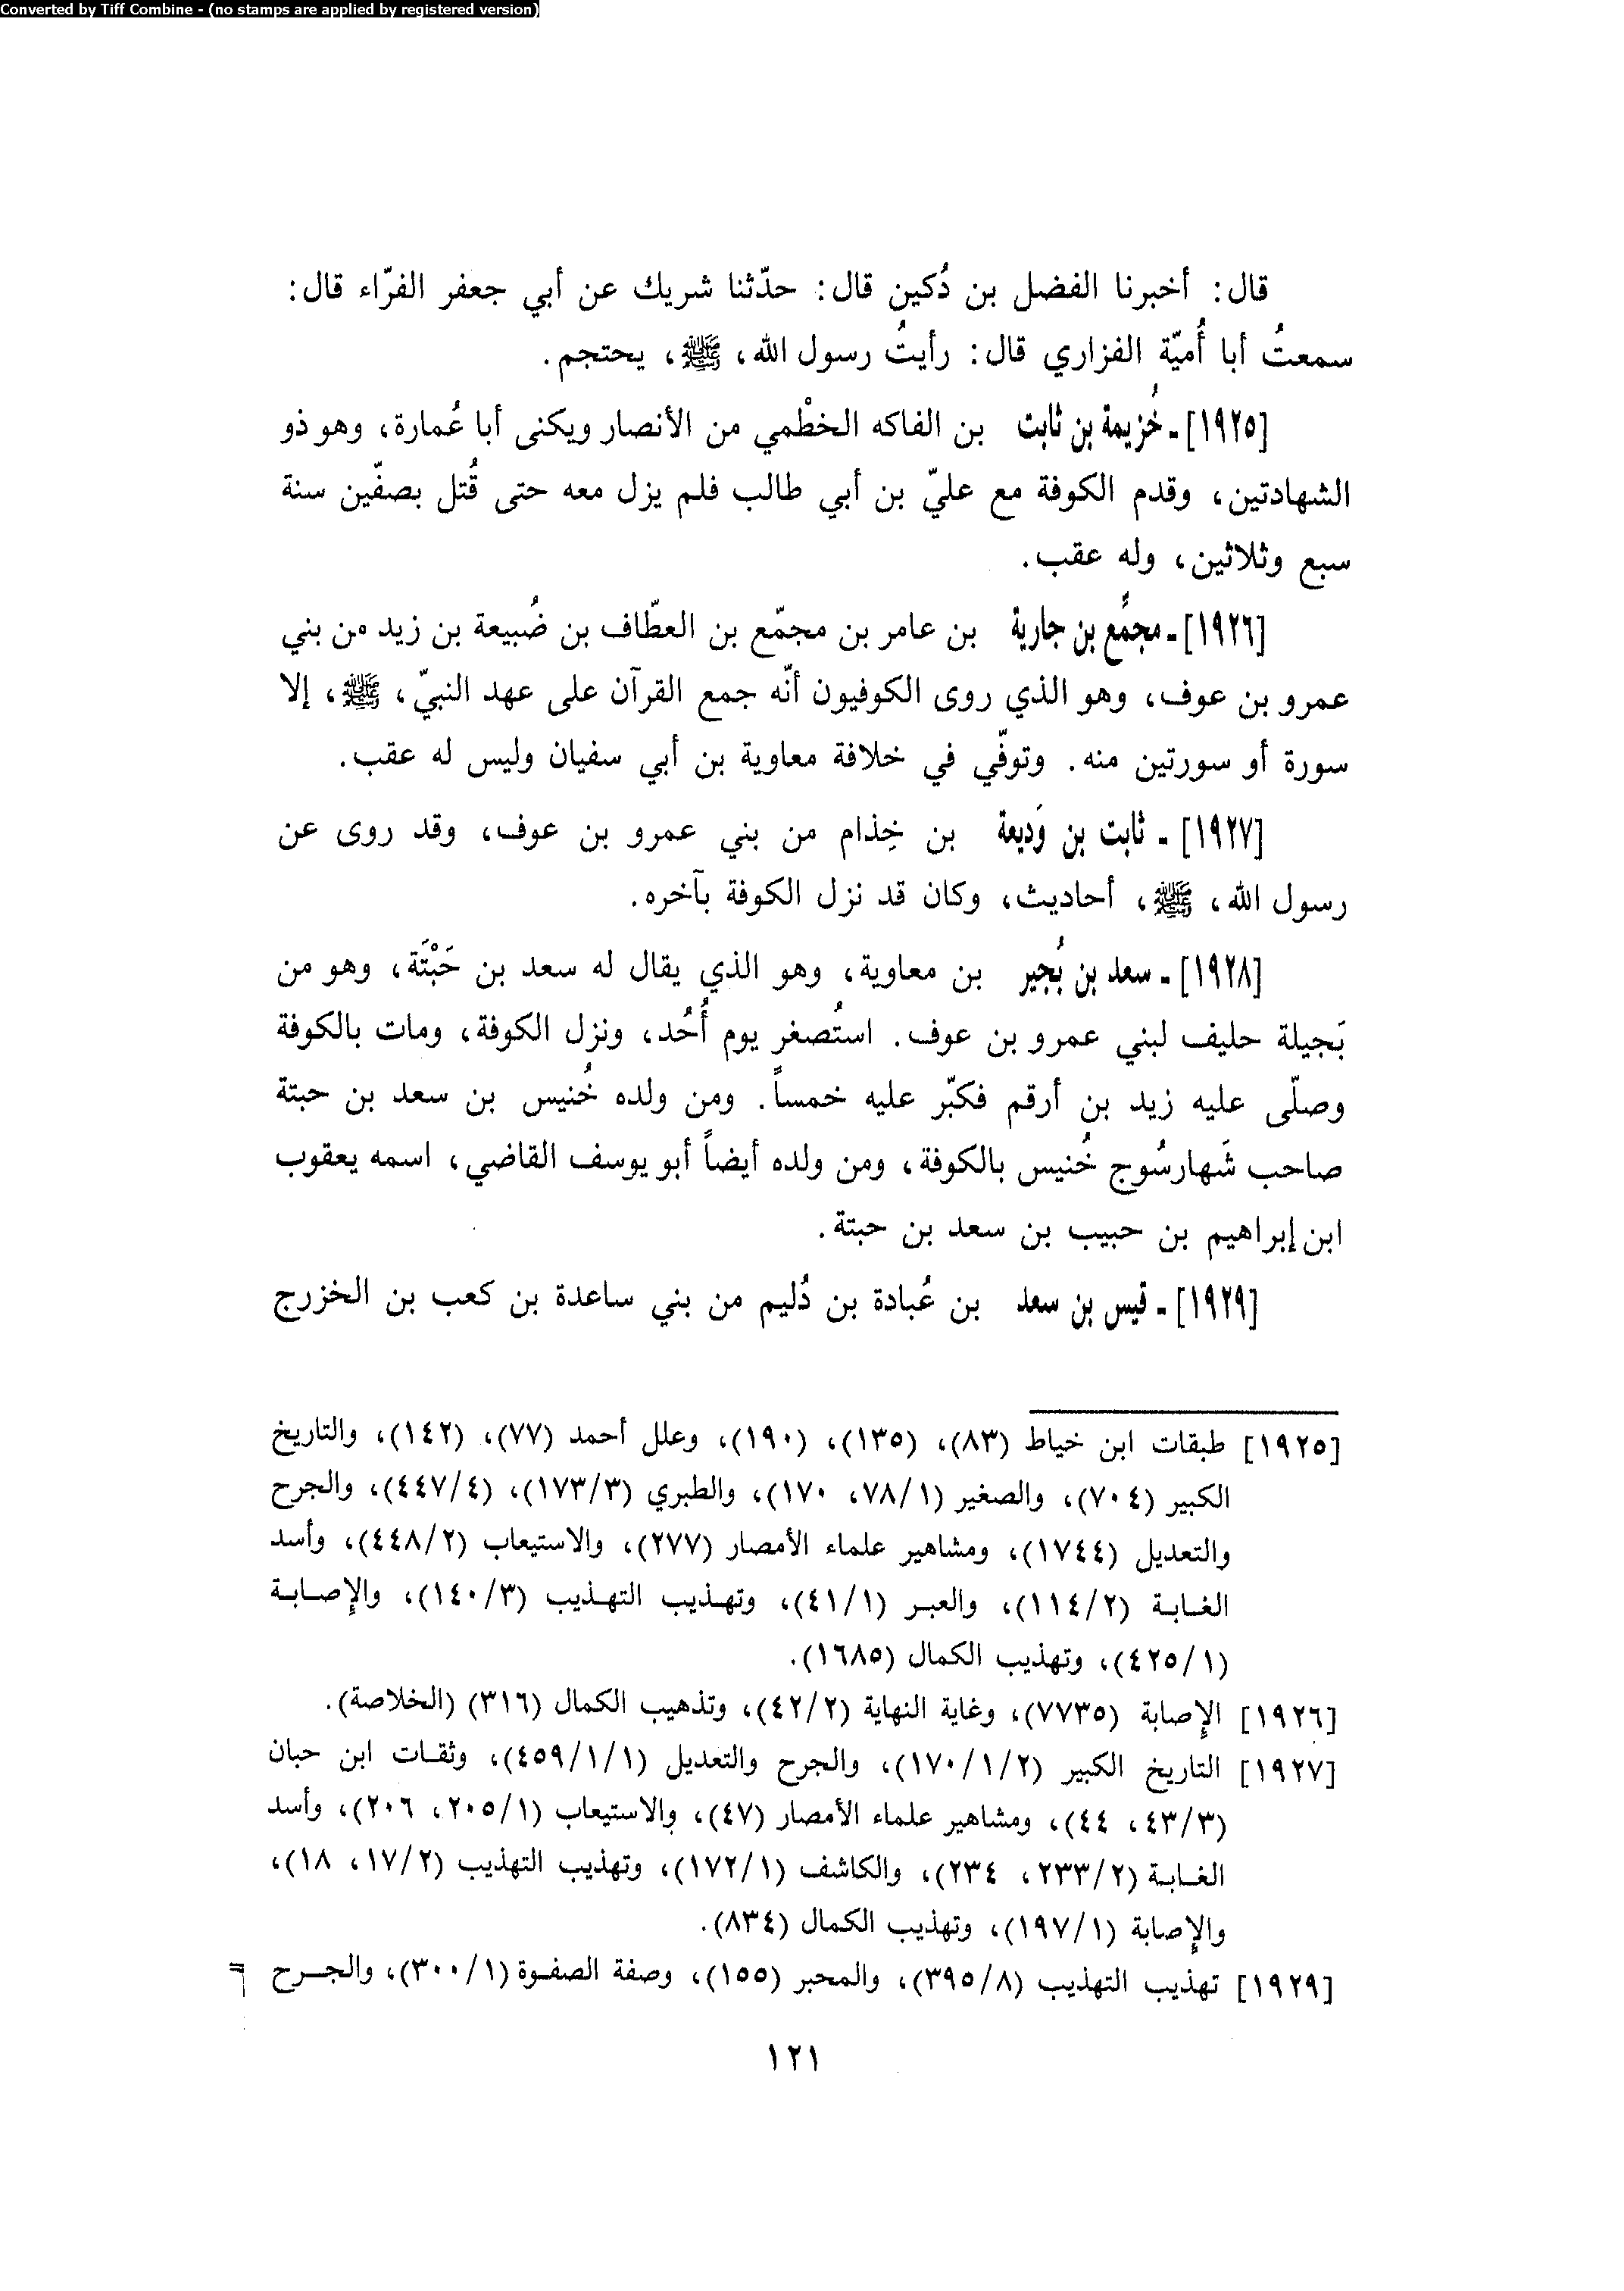 Converted by Tiff Combine - (no stamps are applied by registered version)
قال: أخبرنا الفضل بن دُكين قال: حدّثنا شريك عن أبي جعفر الفرّاء قال:
سمعتُ أبا أُميّة الفزاري قال: رأيتُ رسول الله، ﷺ، يحتجم.
[١٩٢٥] - خُزيمة بن ثابت بن الفاكه الخطْمي من الأنصار ويكنى أبا عُمارة، وهو ذو
الشهادتين، وقدم الكوفة مع عليّ بن أبي طالب فلم يزل معه حتى قُتل بصفّين سنة
سبع وثلاثين، وله عقب.
[١٩٢٦] - مجمّع بن جارية بن عامر بن مجمّع بن العطّاف بن ضُبيعة بن زيد من بني
عمرو بن عوف، وهو الذي روى الكوفيون أنّه جمع القرآن على عهد النبيّ، ﷺ، إلا
سورة أو سورتين منه. وتوفّي في خلافة معاوية بن أبي سفيان وليس له عقب.
[١٩٢٧] - ثابت بن وَديعة بن خِذام من بني عمرو بن عوف، وقد روى عن
رسول الله، ﷺ، أحاديث، وكان قد نزل الكوفة بآخره.
[١٩٢٨] - سعد بن بُجير بن معاوية، وهو الذي يقال له سعد بن حَبْتَة، وهو من
بَجيلة حليف لبني عمرو بن عوف. استُصغر يوم أُحُد، ونزل الكوفة، ومات بالكوفة
وصلّى عليه زيد بن أرقم فكبّر عليه خمساً. ومن ولده خُنيس بن سعد بن حبتة
صاحب شَهارسُوج خُنيس بالكوفة، ومن ولده أيضاً أبو يوسف القاضي، اسمه يعقوب
ابن إبراهيم بن حبيب بن سعد بن حبتة.
[١٩٢٩] - قيس بن سعد بن عُبادة بن دُليم من بني ساعدة بن كعب بن الخزرج
[١٩٢٥] طبقات ابن خياط (٨٣)، (١٣٥)، (١٩٠)، وعلل أحمد (٧٧)، (١٤٢)، والتاريخ
الكبير (٧٠٤)، والصغير (٧٨/١، ١٧٠)، والطبري (١٧٣/٣)، (٤٤٧/٤)، والجرح
والتعديل (١٧٤٤)، ومشاهير علماء الأمصار (٢٧٧)، والاستيعاب (٤٤٨/٢)، وأسد
الغابة (١١٤/٢)، والعبر (٤١/١)، وتهذيب التهذيب (١٤٠/٣)، والإصابة
(٤٢٥/١)، وتهذيب الكمال (١٦٨٥).
[١٩٢٦] الإصابة (٧٧٣٥)، وغاية النهاية (٤٢/٢)، وتذهيب الكمال (٣١٦) (الخلاصة).
[١٩٢٧] التاريخ الكبير (١٧٠/١/٢)، والجرح والتعديل (٤٥٩/١/١)، وثقات ابن حبان
(٤٣/٣، ٤٤)، ومشاهير علماء الأمصار (٤٧)، والاستيعاب (٢٠٥/١، ٢٠٦)، وأسد
الغابة (٢٣٣/٢، ٢٣٤)، والكاشف (١٧٢/١)، وتهذيب التهذيب (١٧/٢، ١٨)،
والإصابة (١٩٧/١)، وتهذيب الكمال (٨٣٤).
[١٩٢٩] تهذيب التهذيب (٣٩٥/٨)، والمحبر (١٥٥)، وصفة الصفوة (٣٠٠/١)، والجرح =
١٢١